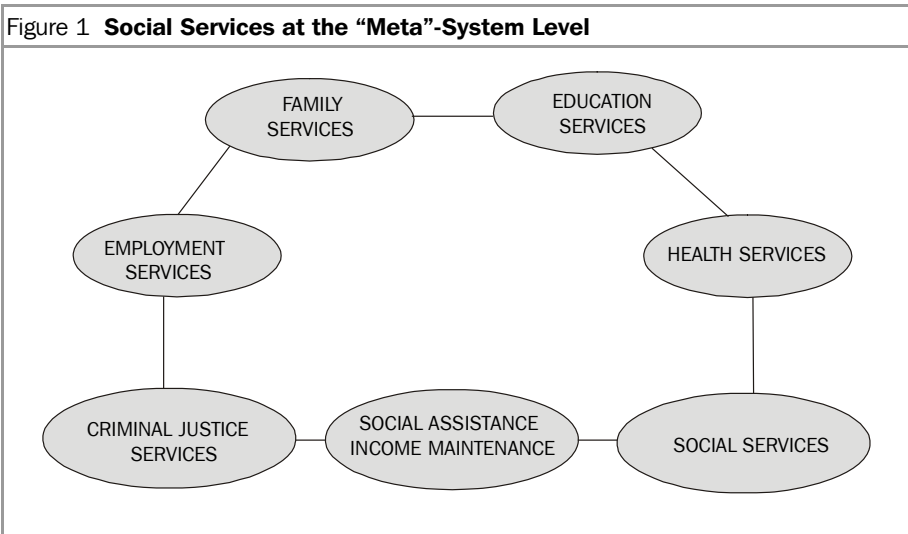 Figure 1 Social Services at the “Meta”-System Level
FAMILY
SERVICES
EDUCATION
SERVICES
EMPLOYMENT
SERVICES
HEALTH SERVICES
CRIMINAL JUSTICE
SERVICES
SOCIAL ASSISTANCE
INCOME MAINTENANCE
SOCIAL SERVICES